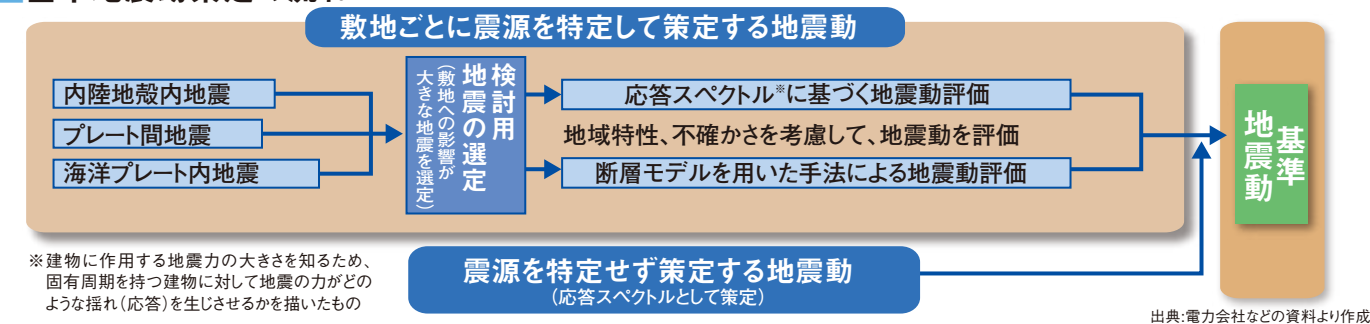 敷地ごとに震源を特定して策定する地震動
内陸地殻内地震
プレート間地震
海洋プレート内地震
検討用
地震の選定
(敷地への影響が
大きな地震を選定)
応答スペクトル※に基づく地震動評価
地域特性、不確かさを考慮して、地震動を評価
断層モデルを用いた手法による地震動評価
基準
地震動
震源を特定せず策定する地震動
(応答スペクトルとして策定)
※建物に作用する地震力の大きさを知るため、
固有周期を持つ建物に対して地震の力がどの
ような揺れ(応答)を生じさせるかを描いたもの
出典:電力会社などの資料より作成